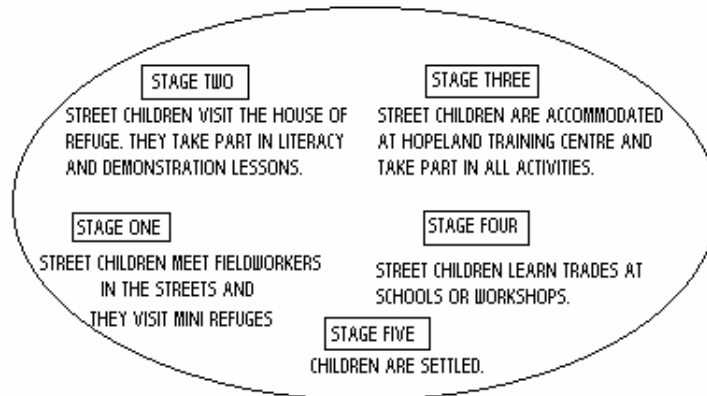 STAGE TWO
STREET CHILDREN VISIT THE HOUSE OF
REFUGE. THEY TAKE PART IN LITERACY
AND DEMONSTRATION LESSONS.
STAGE THREE
STREET CHILDREN ARE ACCOMMODATED
AT HOPELAND TRAINING CENTRE AND
TAKE PART IN ALL ACTIVITIES.
STAGE ONE
STREET CHILDREN MEET FIELDWORKERS
IN THE STREETS AND
THEY VISIT MINI REFUGES
STAGE FOUR
STREET CHILDREN LEARN TRADES AT
SCHOOLS OR WORKSHOPS.
STAGE FIVE
CHILDREN ARE SETTLED.